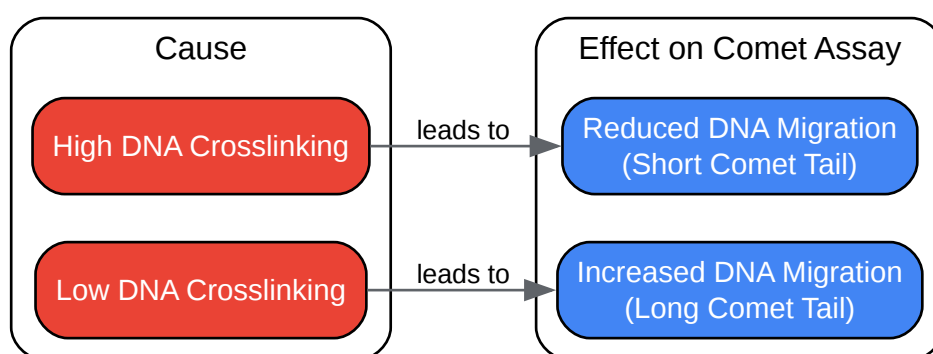 Cause
Effect on Comet Assay
High DNA Crosslinking
leads to
Reduced DNA Migration
(Short Comet Tail)
Low DNA Crosslinking
leads to
Increased DNA Migration
(Long Comet Tail)